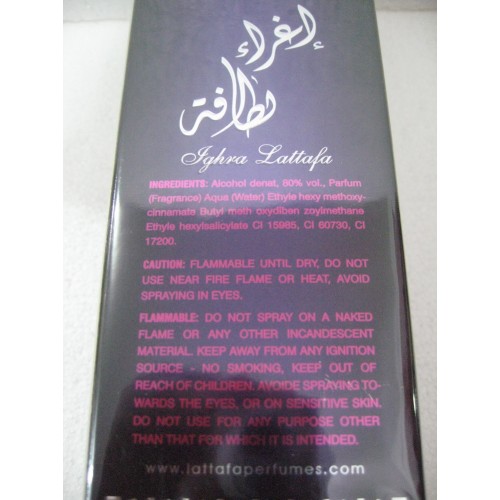 إغراء
لطافة
Ighra Lattafa
INGREDIENTS: Alcohol denat, 80% vol., Parfum
(Fragrance) Aqua (Water) Ethyle hexy methoxy-
cinnamate Butyl meth oxydiben zoylmethane
Ethyle hexylsalicylate CI 15985, CI 60730, CI
17200.
CAUTION: FLAMMABLE UNTIL DRY, DO NOT
USE NEAR FIRE FLAME OR HEAT, AVOID
SPRAYING IN EYES.
FLAMMABLE: DO NOT SPRAY ON A NAKED
FLAME OR ANY OTHER INCANDESCENT
MATERIAL. KEEP AWAY FROM ANY IGNITION
SOURCE - NO SMOKING, KEEP OUT OF
REACH OF CHILDREN. AVOIDE SPRAYING TO-
WARDS THE EYES, OR ON SENSITIVE SKIN.
DO NOT USE FOR ANY PURPOSE OTHER
THAN THAT FOR WHICH IT IS INTENDED.
www.lattafaperfumes.com